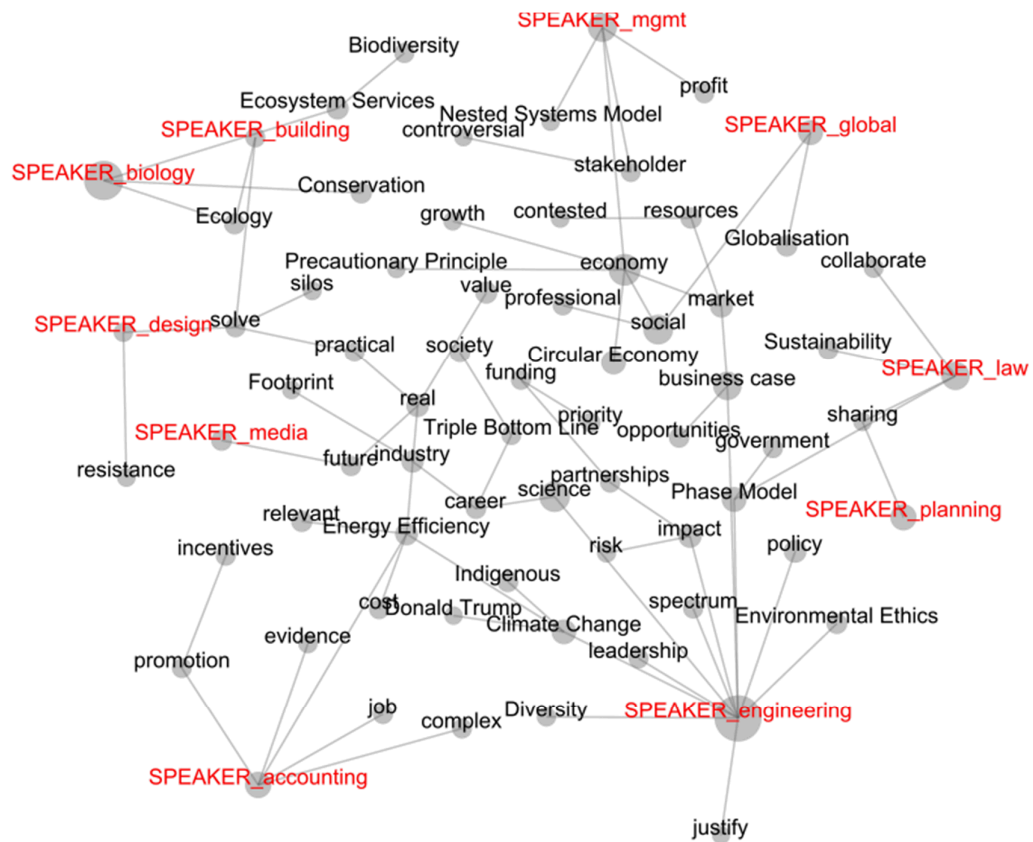 SPEAKER_mgmt
Biodiversity
profit
Ecosystem Services
Nested Systems Model
SPEAKER_building
controversial
SPEAKER_global
stakeholder
SPEAKER_biology
Conservation
Ecology
growth
contested
resources
Globalisation
collaborate
Precautionary Principle
economy
silos
value
professional
market
SPEAKER_design
solve
social
practical
society
Circular Economy
Sustainability
funding
business case
SPEAKER_law
Footprint
real
priority
sharing
SPEAKER_media
Triple Bottom Line
opportunities
government
future
industry
resistance
partnerships
career
science
Phase Model
SPEAKER_planning
relevant
Energy Efficiency
impact
incentives
risk
policy
Indigenous
cost
Donald Trump
spectrum
Environmental Ethics
evidence
Climate Change
leadership
promotion
job
complex
Diversity
SPEAKER_engineering
SPEAKER_accounting
justify